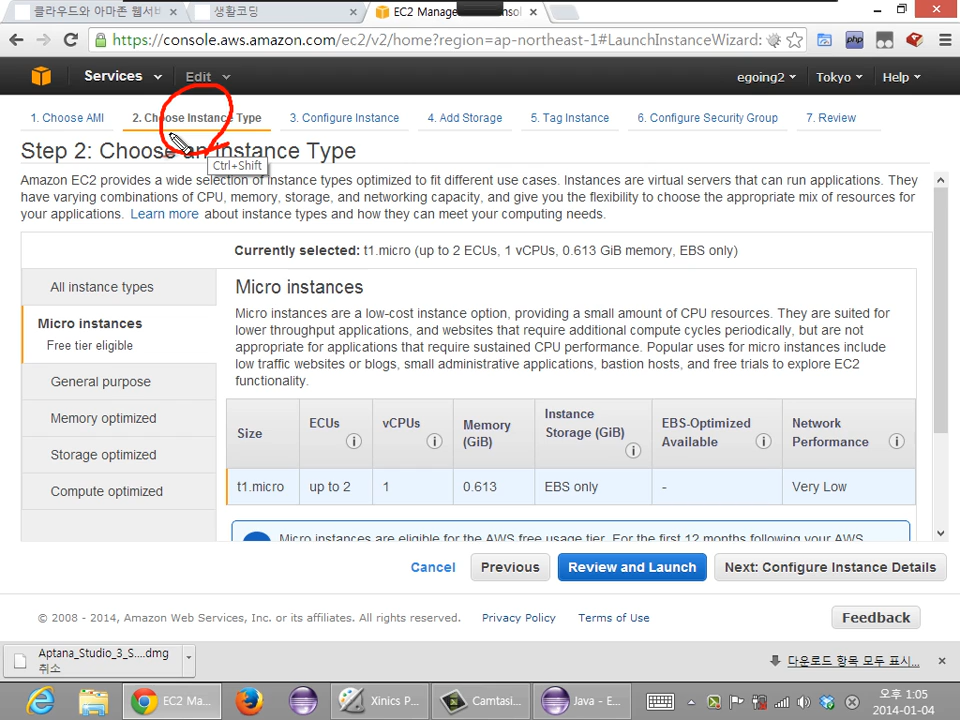 클라우드와 아마존 웹서비
생활코딩
EC2 Manag
nsol
https://console.aws.amazon.com/ec2/v2/home?region=ap-northeast-1#LaunchInstanceWizard:
php
Services
Edit
egoing2
Tokyo
Help
1. Choose AMI
2. Choose Instance Type
3. Configure Instance
4. Add Storage
5. Tag Instance
6. Configure Security Group
7. Review
Step 2: Choose an Instance Type
Ctrl+Shift
Amazon EC2 provides a wide selection of instance types optimized to fit different use cases. Instances are virtual servers that can run applications. They
have varying combinations of CPU, memory, storage, and networking capacity, and give you the flexibility to choose the appropriate mix of resources for
your applications. Learn more about instance types and how they can meet your computing needs.
Currently selected: t1.micro (up to 2 ECUs, 1 vCPUs, 0.613 GiB memory, EBS only)
All instance types
Micro instances
Free tier eligible
General purpose
Memory optimized
Storage optimized
Compute optimized
Micro instances
Micro instances are a low-cost instance option, providing a small amount of CPU resources. They are suited for
lower throughput applications, and websites that require additional compute cycles periodically, but are not
appropriate for applications that require sustained CPU performance. Popular uses for micro instances include
low traffic websites or blogs, small administrative applications, bastion hosts, and free trials to explore EC2
functionality.
Size
ECUs
vCPUs
Memory
(GiB)
Instance
Storage (GiB)
EBS-Optimized
Available
Network
Performance
t1.micro
up to 2
1
0.613
EBS only
-
Very Low
Micro instances are eligible for the AWS free usage tier. For the first 12 months following your AWS
Cancel
Previous
Review and Launch
Next: Configure Instance Details
© 2008 - 2014, Amazon Web Services, Inc. or its affiliates. All rights reserved.
Privacy Policy
Terms of Use
Feedback
Aptana_Studio_3_S....dmg
취소
다운로드 항목 모두 표시...
EC2 Ma...
Xinics P...
Camtasi...
Java - E...
오후 1:05
2014-01-04